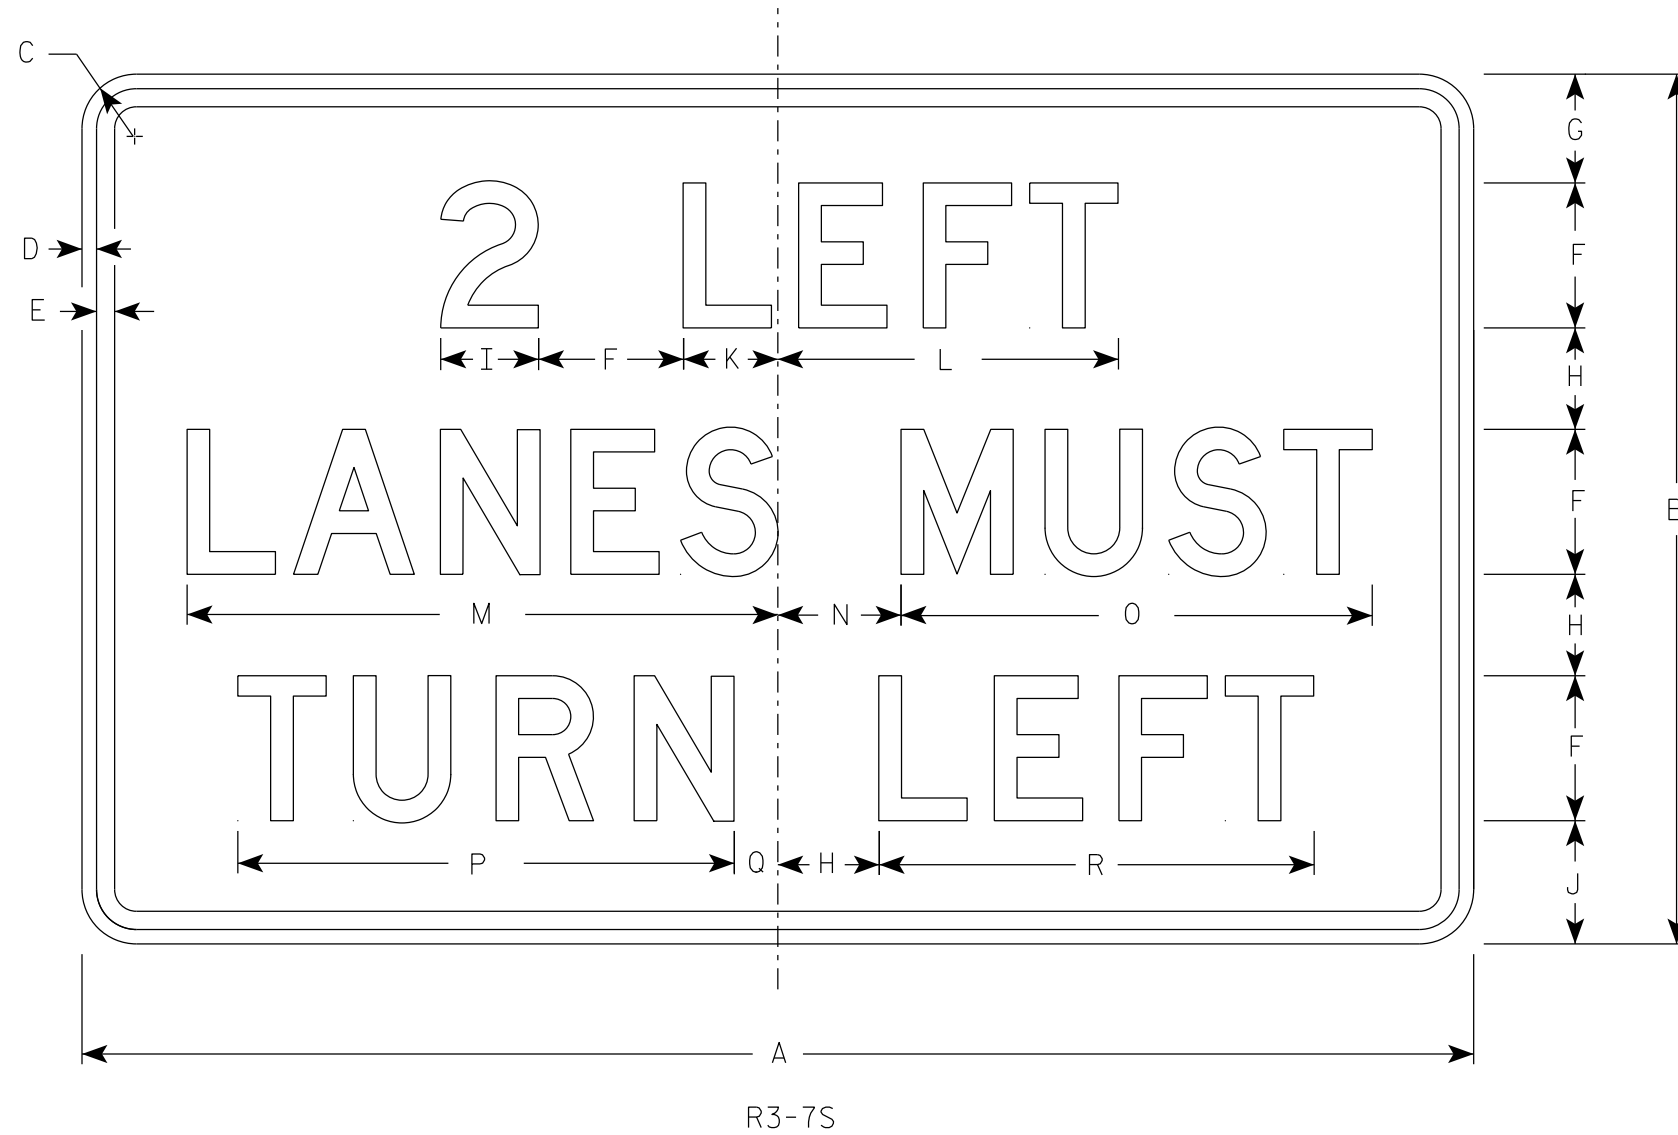 C
G
2 LEFT
D
F
E
I F K L
H
LANES MUST
F
B
M N O
H
TURN LEFT
F
P Q H R
J
A
R3-7S